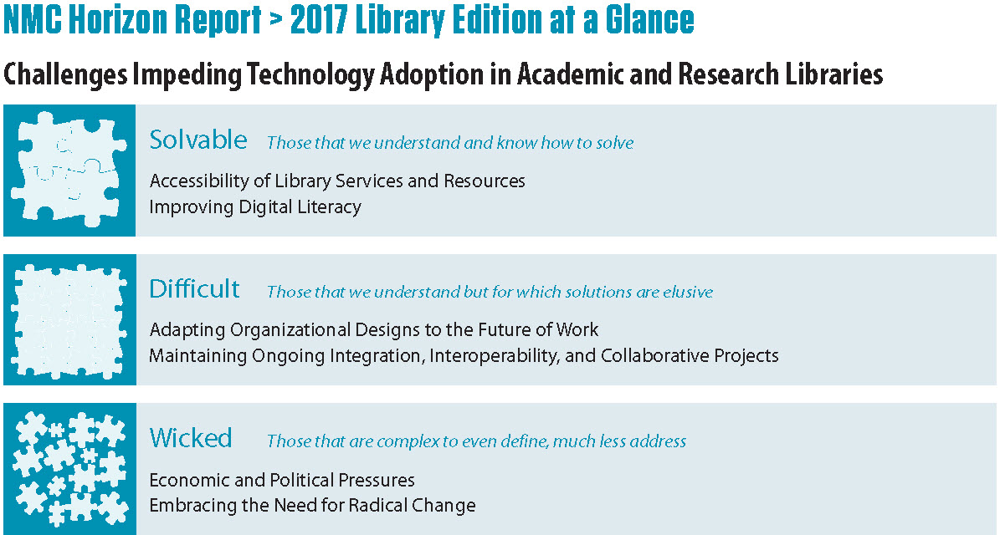 NMC Horizon Report > 2017 Library Edition at a Glance
Challenges Impeding Technology Adoption in Academic and Research Libraries
Solvable Those that we understand and know how to solve
Accessibility of Library Services and Resources
Improving Digital Literacy
Difficult Those that we understand but for which solutions are elusive
Adapting Organizational Designs to the Future of Work
Maintaining Ongoing Integration, Interoperability, and Collaborative Projects
Wicked Those that are complex to even define, much less address
Economic and Political Pressures
Embracing the Need for Radical Change